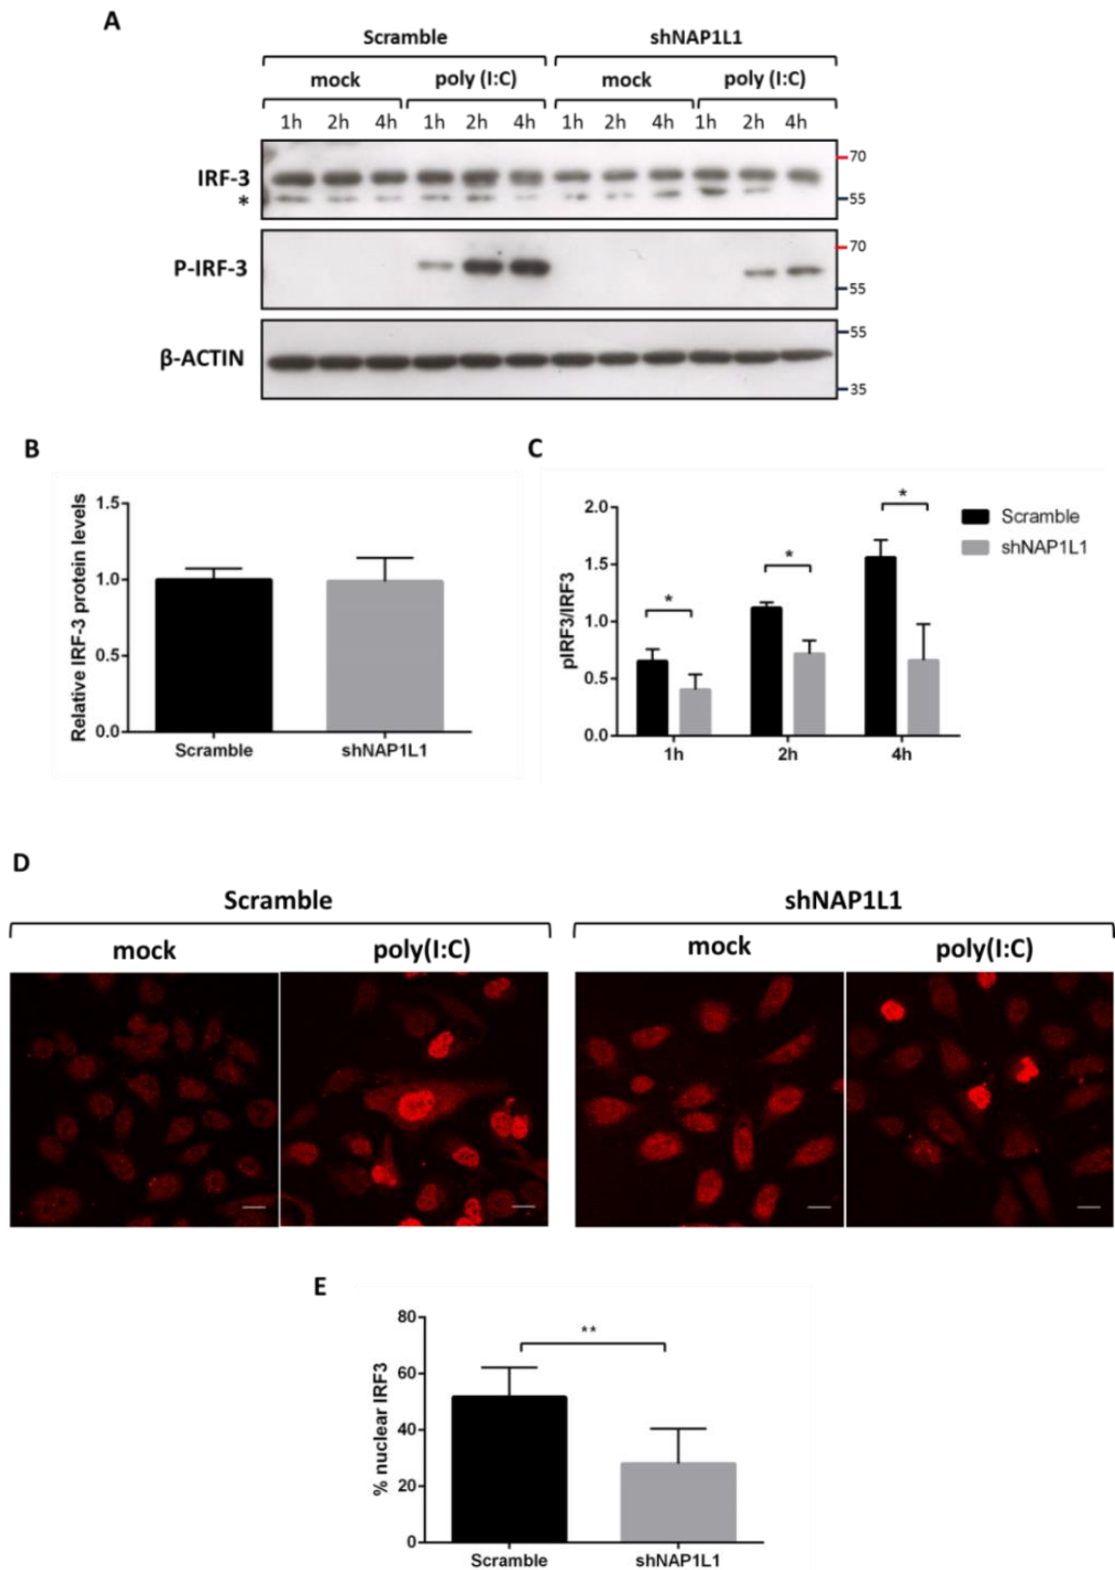 A
Scramble shNAP1L1
mock poly (I:C) mock poly (I:C)
1h 2h 4h 1h 2h 4h 1h 2h 4h 1h 2h 4h
IRF-3
*
70
55
P-IRF-3
70
55
β-ACTIN
55
35
B
Relative IRF-3 protein levels
1.5
1.0
0.5
0.0
Scramble shNAP1L1
C
pIRF3/IRF3
2.0
1.5
1.0
0.5
0.0
* * *
1h 2h 4h
Scramble
shNAP1L1
D
Scramble shNAP1L1
mock poly(I:C) mock poly(I:C)
E
% nuclear IRF3
80
60
40
20
0
**
Scramble shNAP1L1